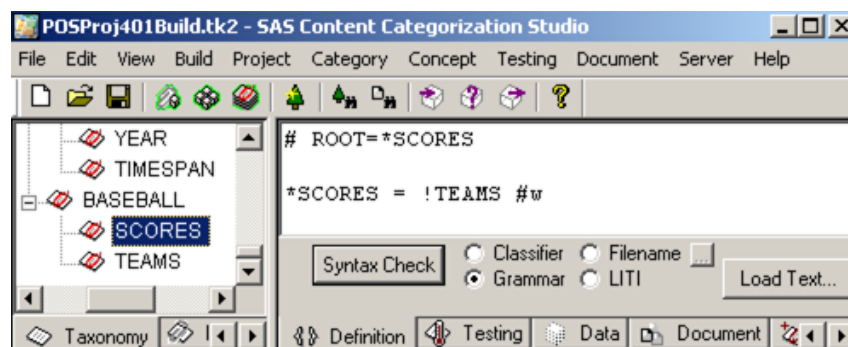 POSProj401Build.tk2 - SAS Content Categorization Studio
File Edit View Build Project Category Concept Testing Document Server Help
YEAR
TIMESPAN
BASEBALL
SCORES
TEAMS
# ROOT=*SCORES
*SCORES = !TEAMS #w
Syntax Check
Classifier
Filename
...
Grammar
LITI
Load Text...
Taxonomy
Definition
Testing
Data
Document